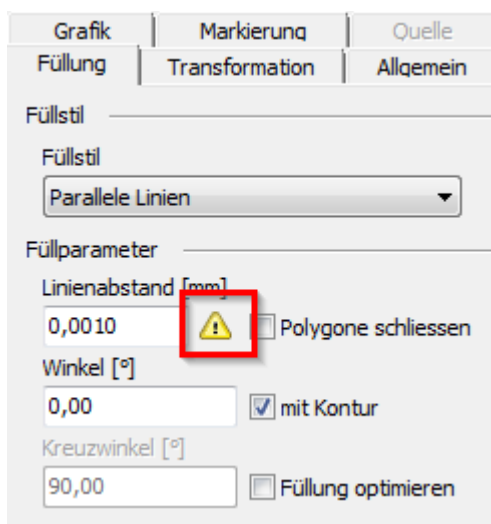 Grafik Markierung Quelle
Füllung Transformation Allgemein
Füllstil
Füllstil
Parallele Linien
Füllparameter
Linienabstand [mm]
0,0010 Polygone schliessen
Winkel [°]
0,00 mit Kontur
Kreuzwinkel [°]
90,00 Füllung optimieren